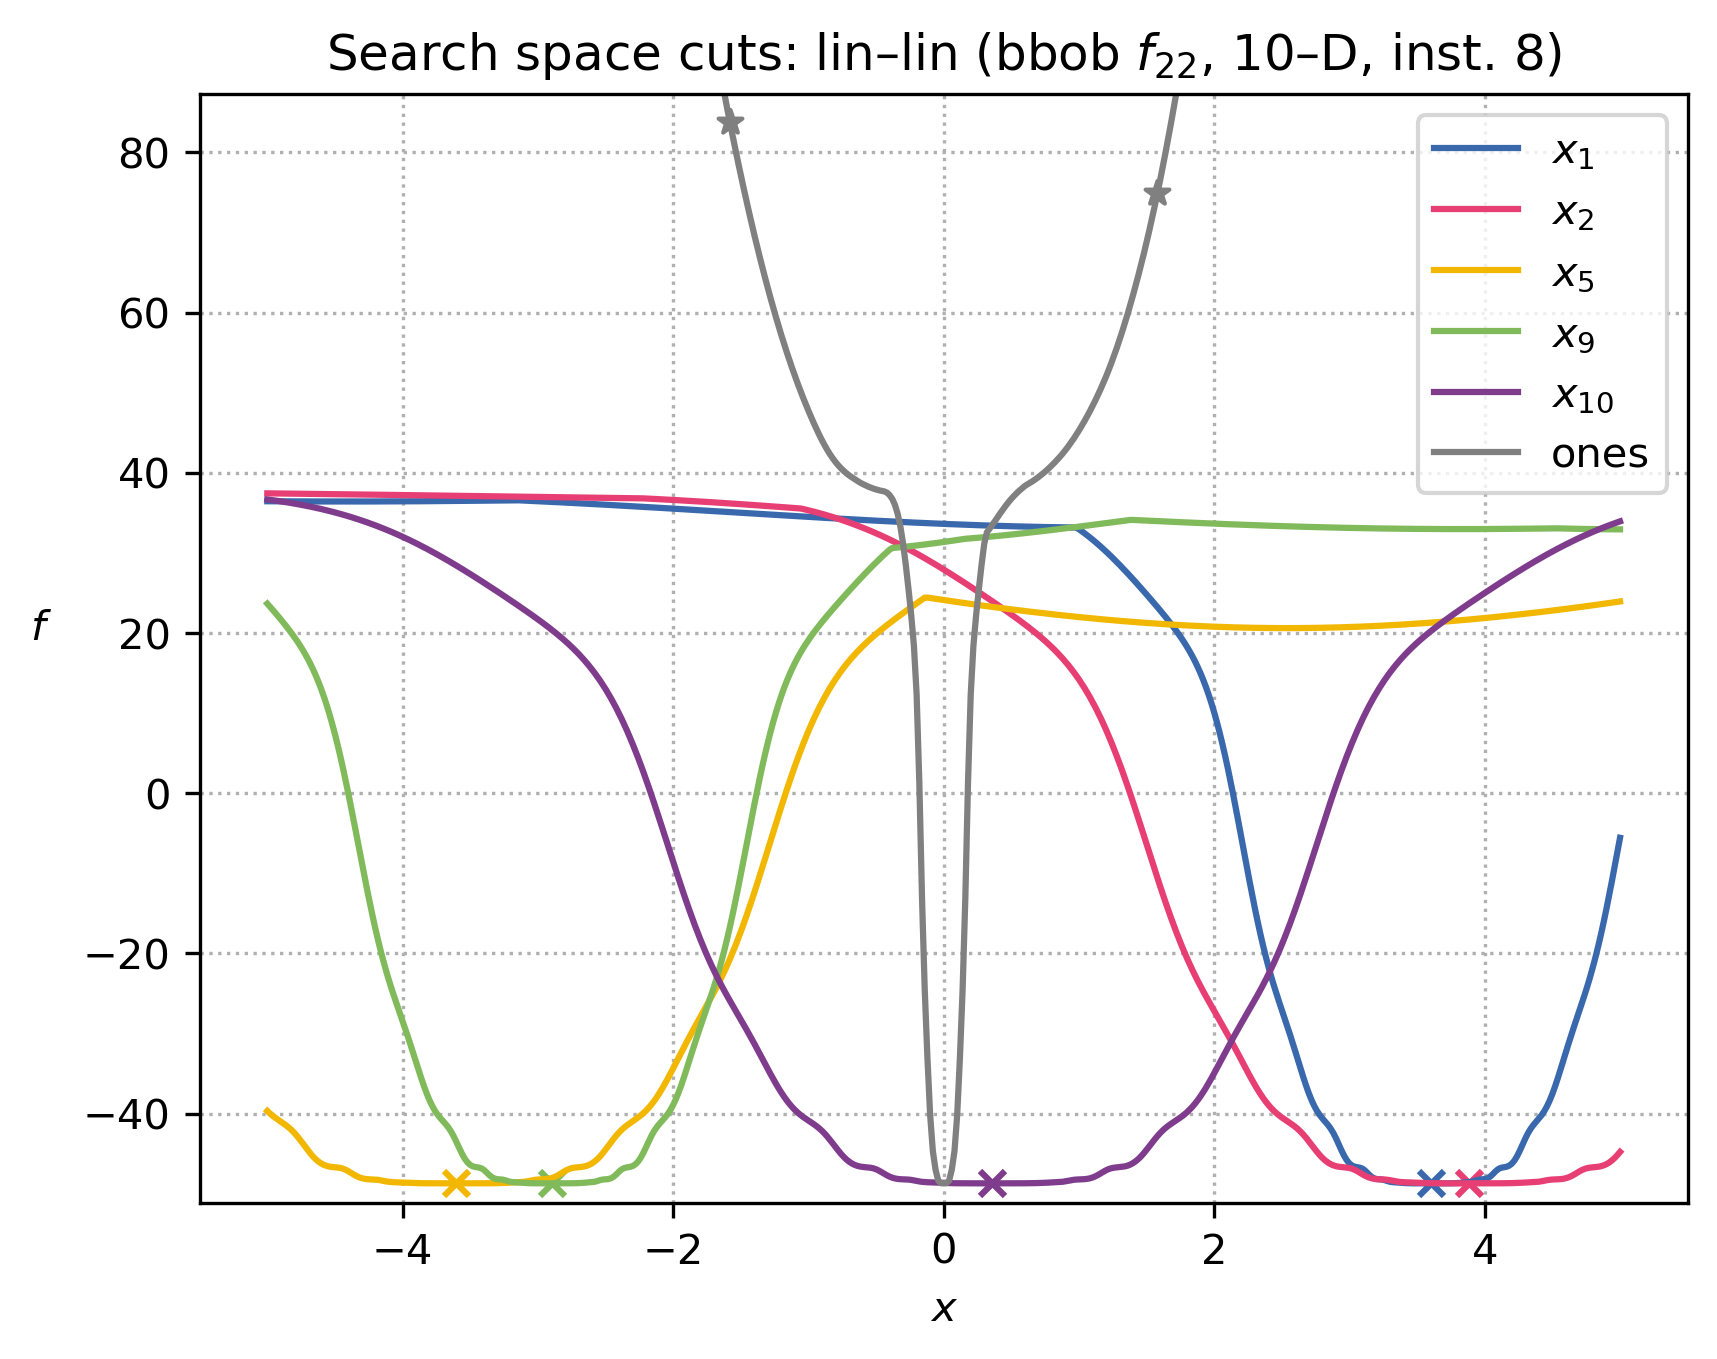 Search space cuts: lin–lin (bbob f₂₂, 10–D, inst. 8)
80
60
40
20
0
−20
−40
f
x₁
x₂
x₅
x₉
x₁₀
ones
−4
−2
0
2
4
x